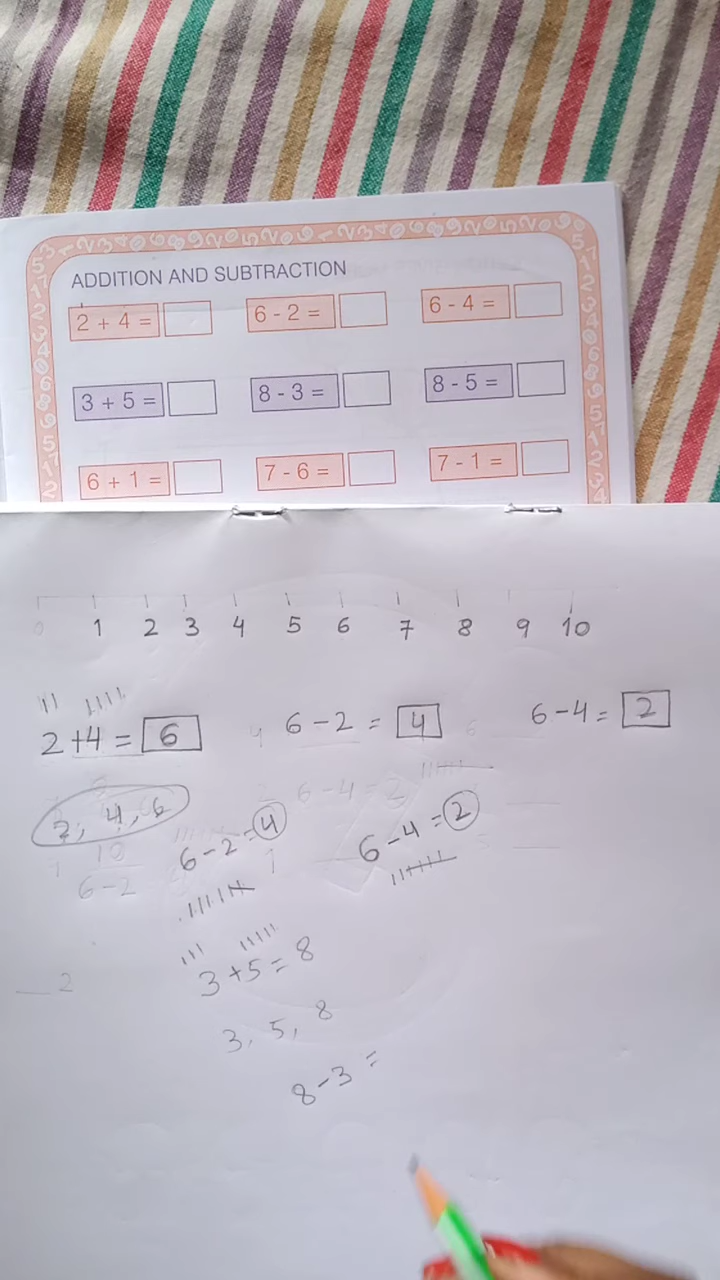 ADDITION AND SUBTRACTION
2 + 4 = 6 - 2 = 6 - 4 =
3 + 5 = 8 - 3 = 8 - 5 =
6 + 1 = 7 - 6 = 7 - 1 =
0 1 2 3 4 5 6 7 8 9 10
2+4 = 6 6-2 = 4 6-4 = 2
2, 4, 6
6-2=4 6-4=2
3+5=8
3, 5, 8
8-3=